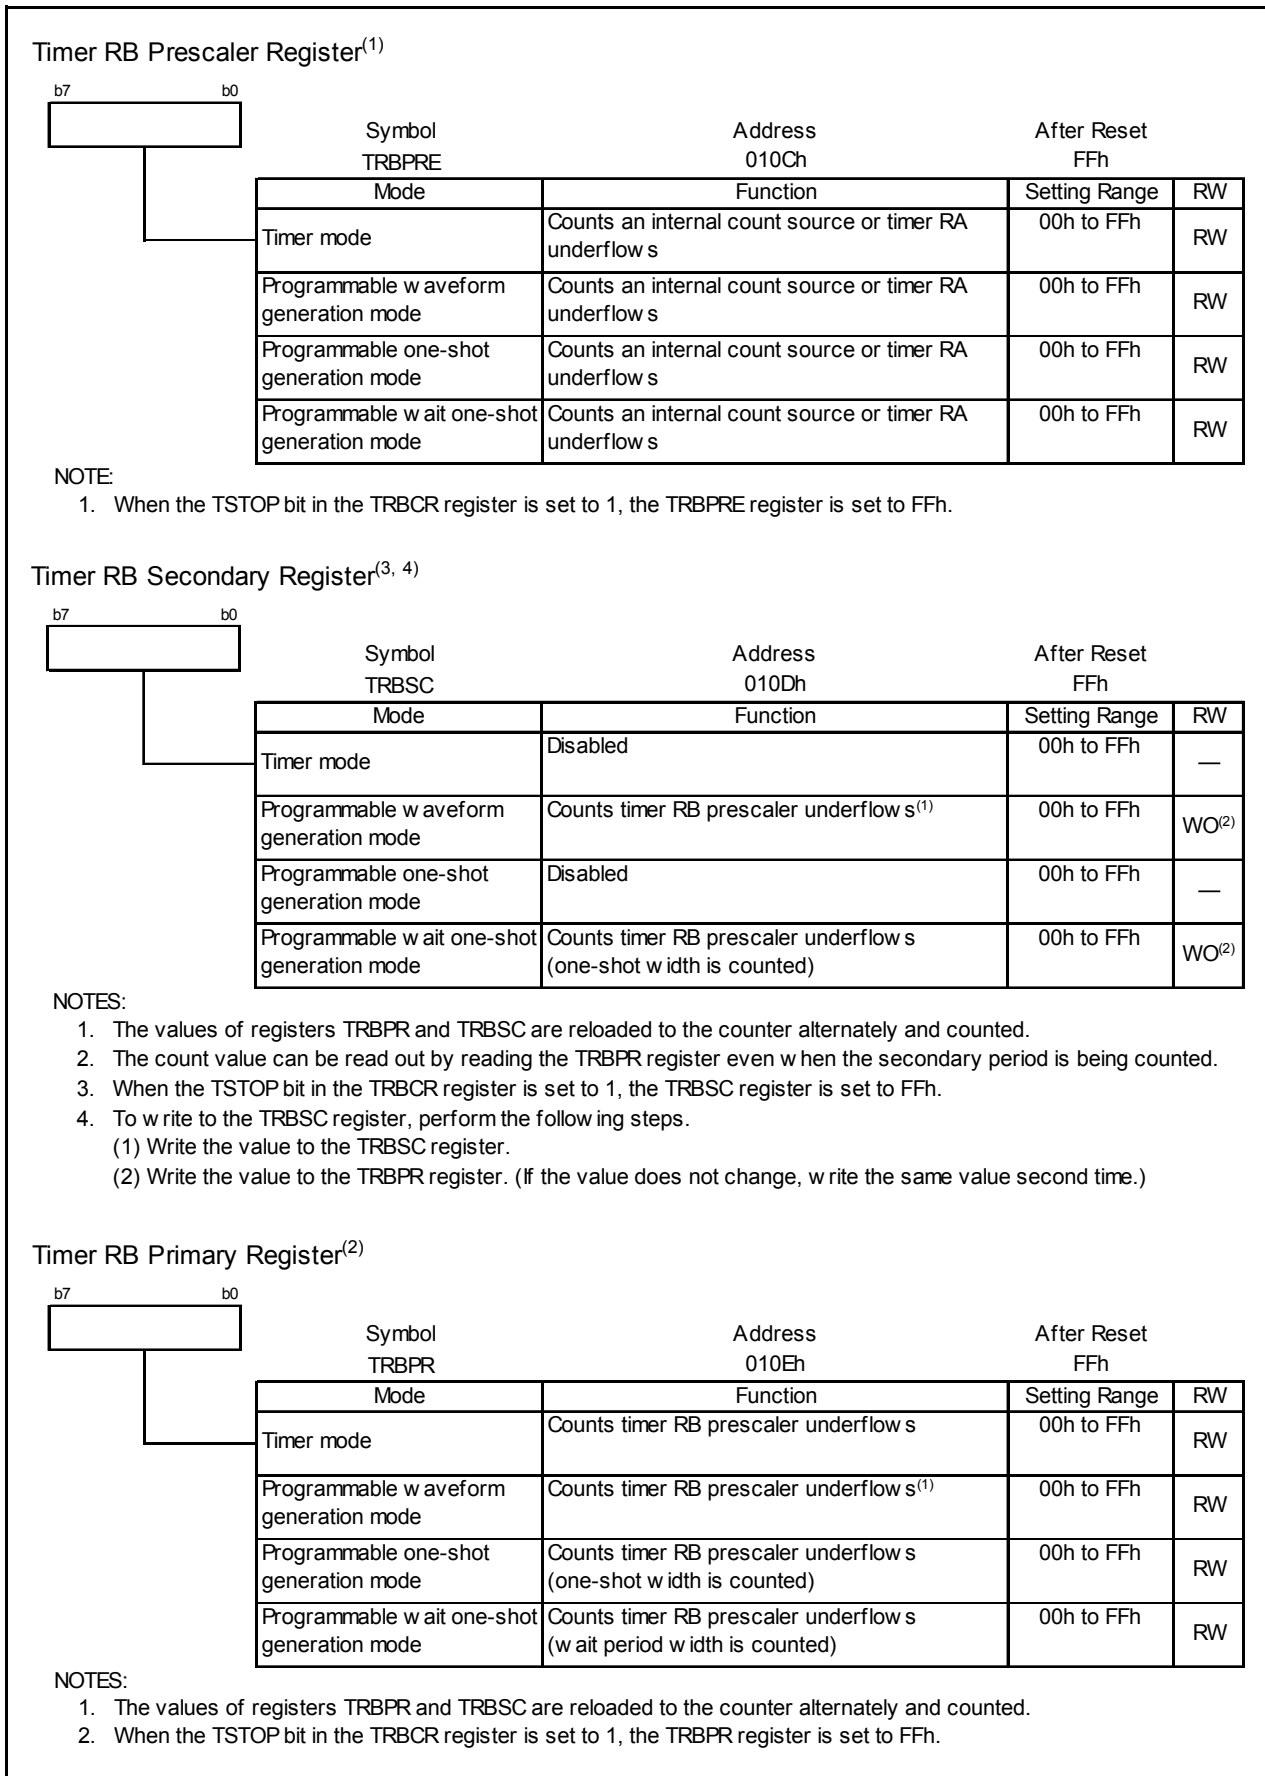 Timer RB Prescaler Register(1)
b7 b0
Symbol Address After Reset
TRBPRE 010Ch FFh
Mode Function Setting Range RW
Timer mode Counts an internal count source or timer RA underflows 00h to FFh RW
Programmable waveform generation mode Counts an internal count source or timer RA underflows 00h to FFh RW
Programmable one-shot generation mode Counts an internal count source or timer RA underflows 00h to FFh RW
Programmable wait one-shot generation mode Counts an internal count source or timer RA underflows 00h to FFh RW
NOTE:
1. When the TSTOP bit in the TRBCR register is set to 1, the TRBPRE register is set to FFh.
Timer RB Secondary Register(3, 4)
b7 b0
Symbol Address After Reset
TRBSC 010Dh FFh
Mode Function Setting Range RW
Timer mode Disabled 00h to FFh —
Programmable waveform generation mode Counts timer RB prescaler underflows(1) 00h to FFh WO(2)
Programmable one-shot generation mode Disabled 00h to FFh —
Programmable wait one-shot generation mode Counts timer RB prescaler underflows (one-shot width is counted) 00h to FFh WO(2)
NOTES:
1. The values of registers TRBPR and TRBSC are reloaded to the counter alternately and counted.
2. The count value can be read out by reading the TRBPR register even when the secondary period is being counted.
3. When the TSTOP bit in the TRBCR register is set to 1, the TRBSC register is set to FFh.
4. To write to the TRBSC register, perform the following steps.
(1) Write the value to the TRBSC register.
(2) Write the value to the TRBPR register. (If the value does not change, write the same value second time.)
Timer RB Primary Register(2)
b7 b0
Symbol Address After Reset
TRBPR 010Eh FFh
Mode Function Setting Range RW
Timer mode Counts timer RB prescaler underflows 00h to FFh RW
Programmable waveform generation mode Counts timer RB prescaler underflows(1) 00h to FFh RW
Programmable one-shot generation mode Counts timer RB prescaler underflows (one-shot width is counted) 00h to FFh RW
Programmable wait one-shot generation mode Counts timer RB prescaler underflows (wait period width is counted) 00h to FFh RW
NOTES:
1. The values of registers TRBPR and TRBSC are reloaded to the counter alternately and counted.
2. When the TSTOP bit in the TRBCR register is set to 1, the TRBPR register is set to FFh.